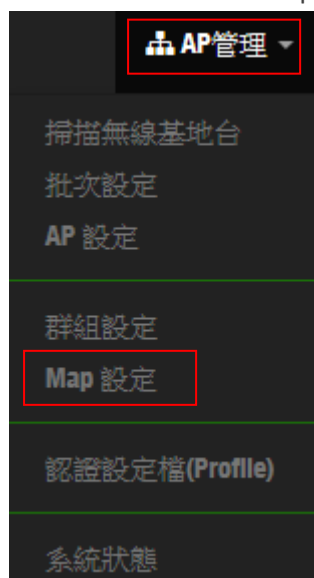 AP管理
掃描無線基地台
批次設定
AP 設定
群組設定
Map 設定
認證設定檔(Profile)
系統狀態